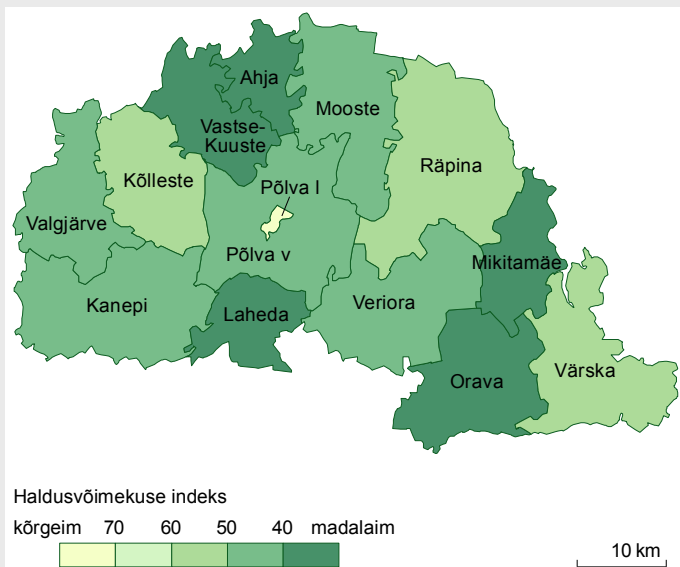 Ahja
Mooste
Vastse-
Kuuste
Räpina
Kõlleste
Põlva l
Valgjärve
Põlva v
Mikitamäe
Kanepi
Laheda
Veriora
Värska
Orava
Haldusvõimekuse indeks
kõrgeim 70 60 50 40 madalaim
10 km